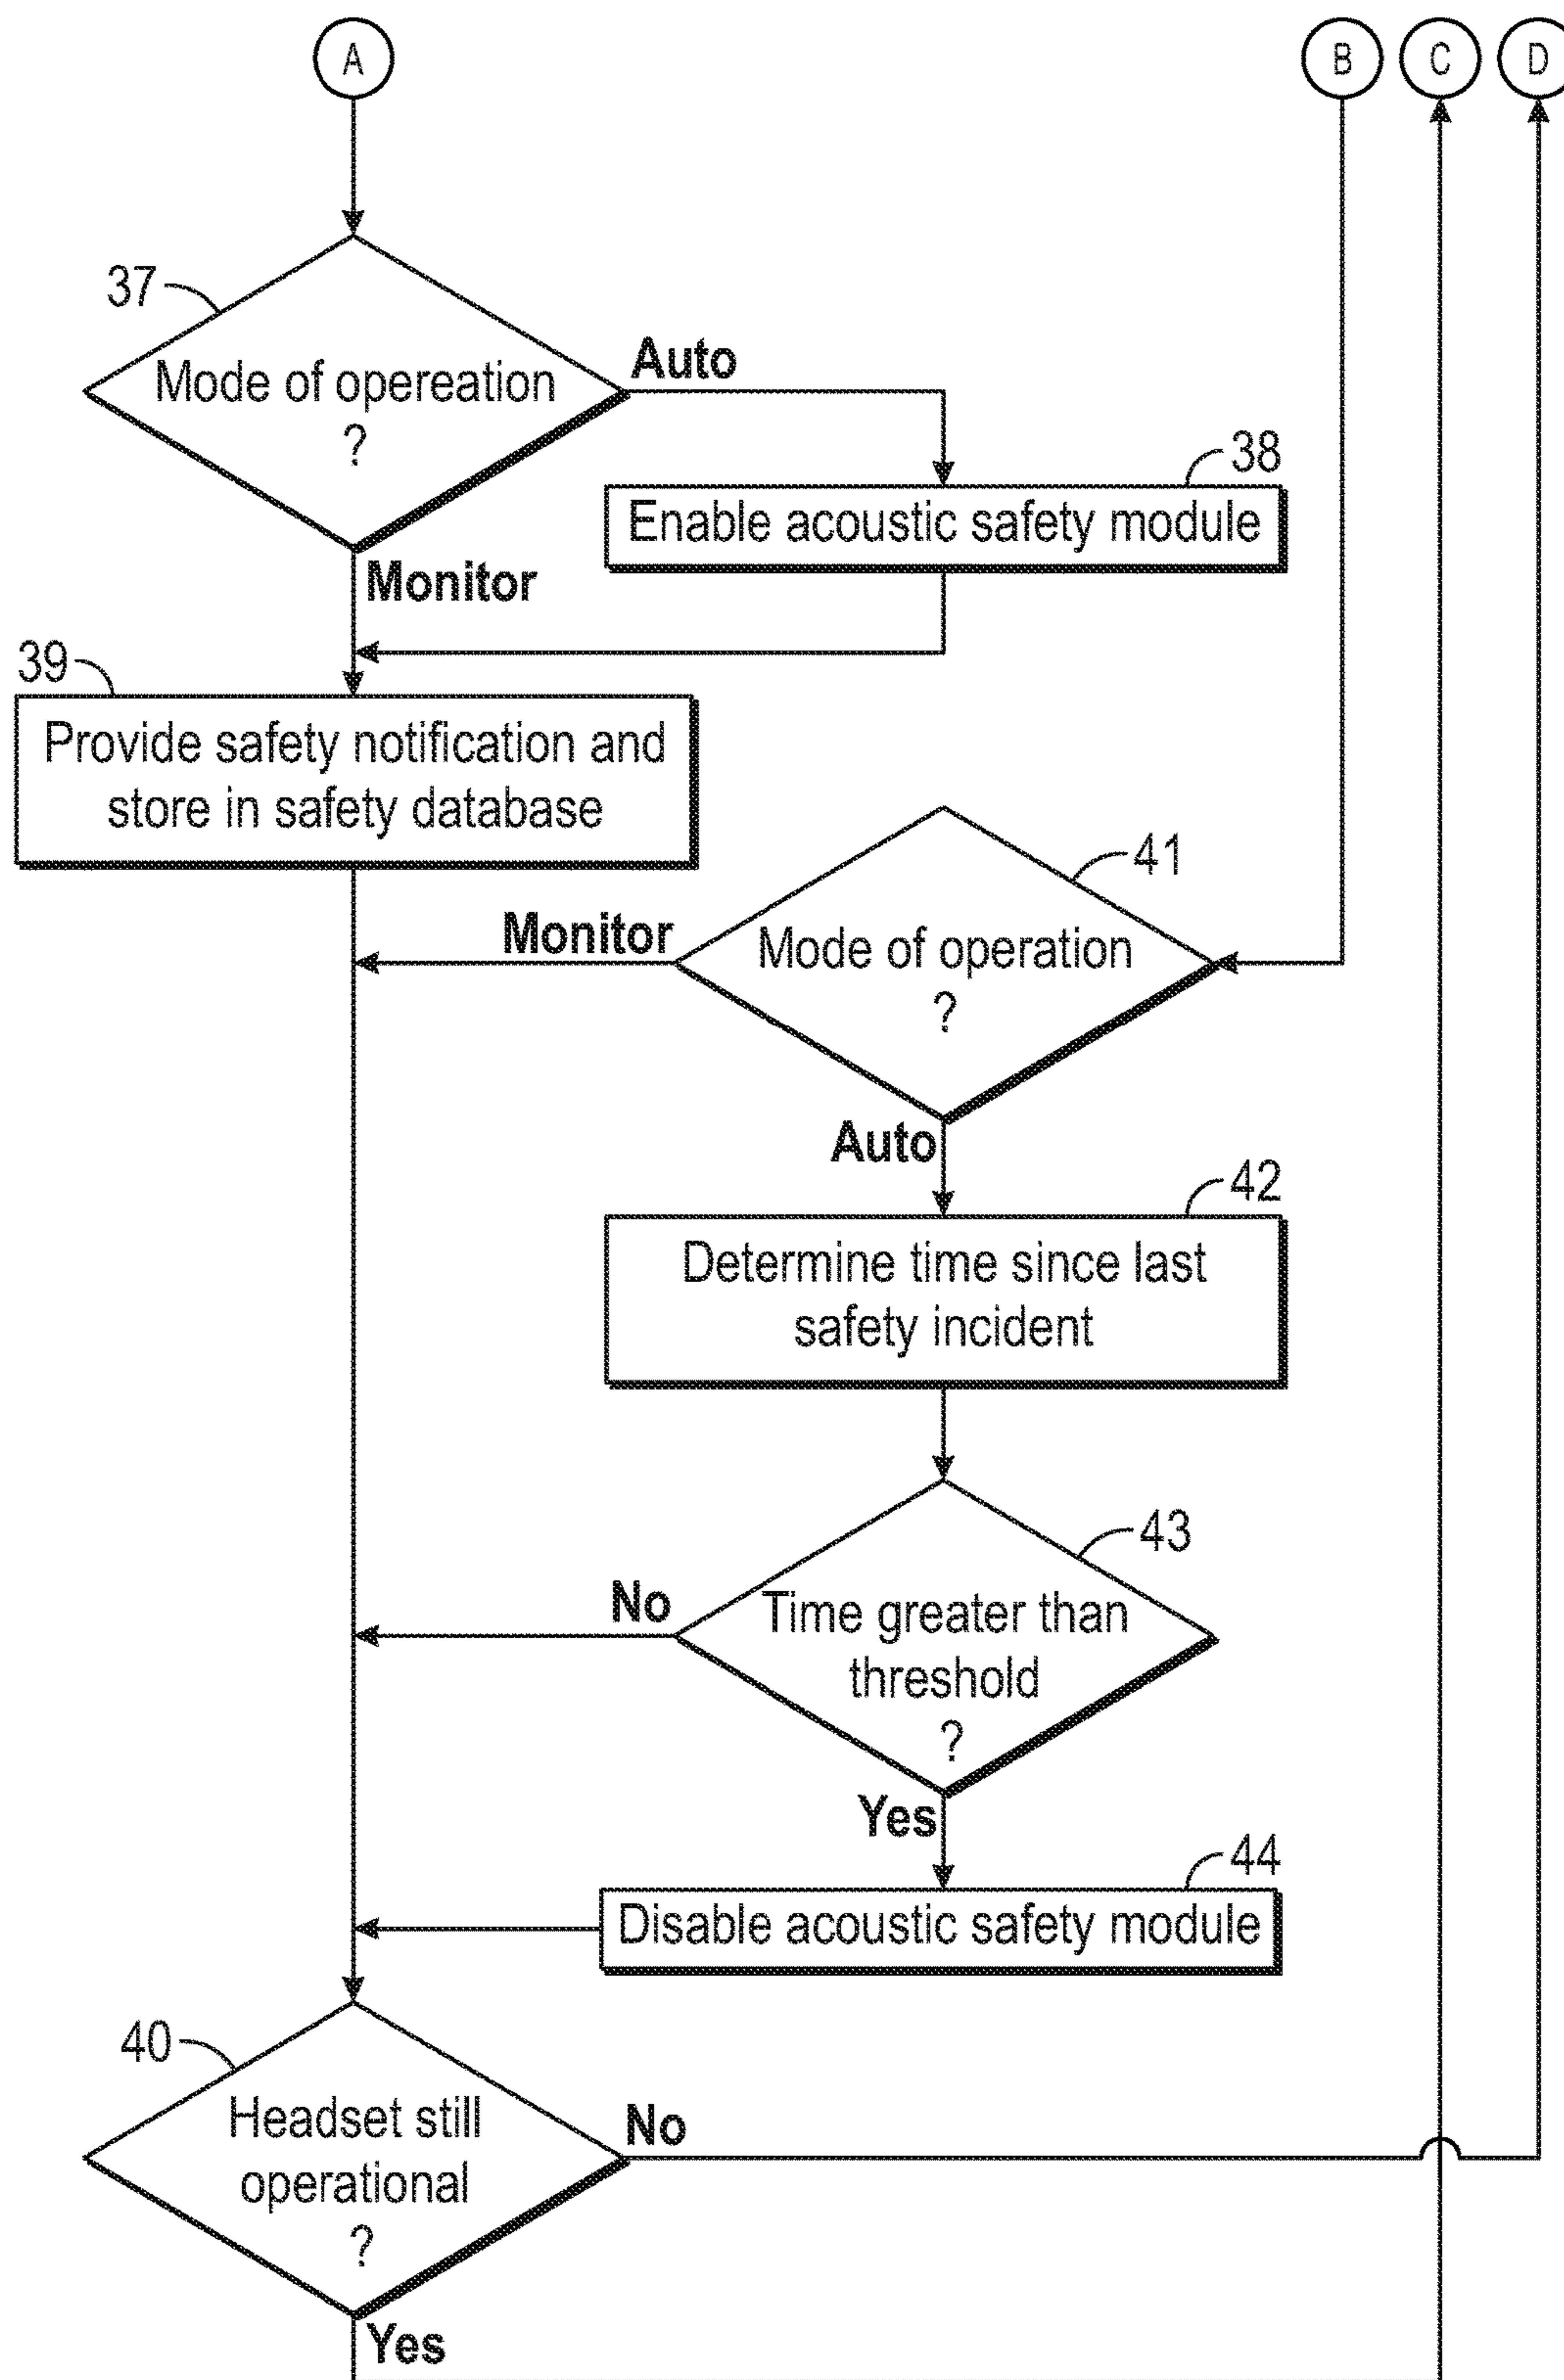 A
B
C
D
37
Mode of opereation
?
Auto
38
Enable acoustic safety module
Monitor
39
Provide safety notification and
store in safety database
41
Monitor
Mode of operation
?
Auto
42
Determine time since last
safety incident
43
No
Time greater than
threshold
?
Yes
44
Disable acoustic safety module
40
Headset still
operational
?
No
Yes